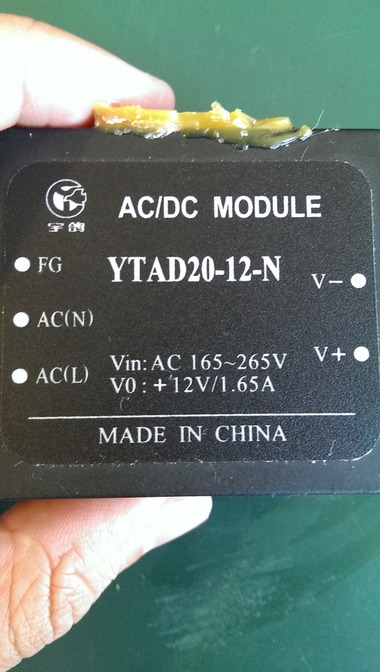 AC/DC MODULE
宇鸽
FG
YTAD20-12-N
V−
AC(N)
V+
AC(L)
Vin: AC 165~265V
V0 : +12V/1.65A
MADE IN CHINA